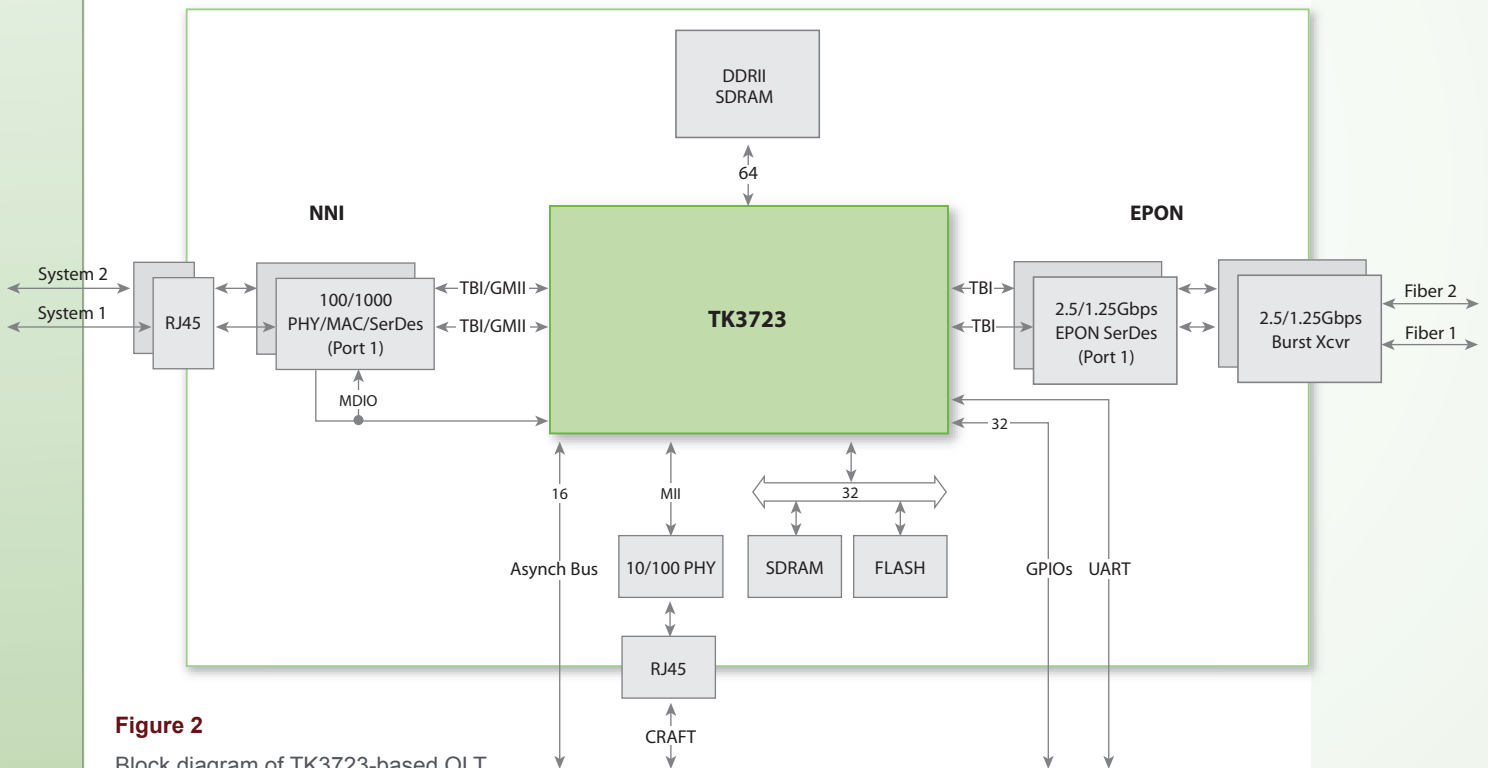 DDRII
SDRAM
64
NNI
EPON
System 2
System 1
RJ45
100/1000
PHY/MAC/SerDes
(Port 1)
TBI/GMII
TBI/GMII
MDIO
TK3723
TBI
TBI
2.5/1.25Gbps
EPON SerDes
(Port 1)
2.5/1.25Gbps
Burst Xcvr
Fiber 2
Fiber 1
32
16
MII
32
Asynch Bus
10/100 PHY
SDRAM
FLASH
GPIOs
UART
RJ45
CRAFT
Figure 2
Block diagram of TK3723-based OLT